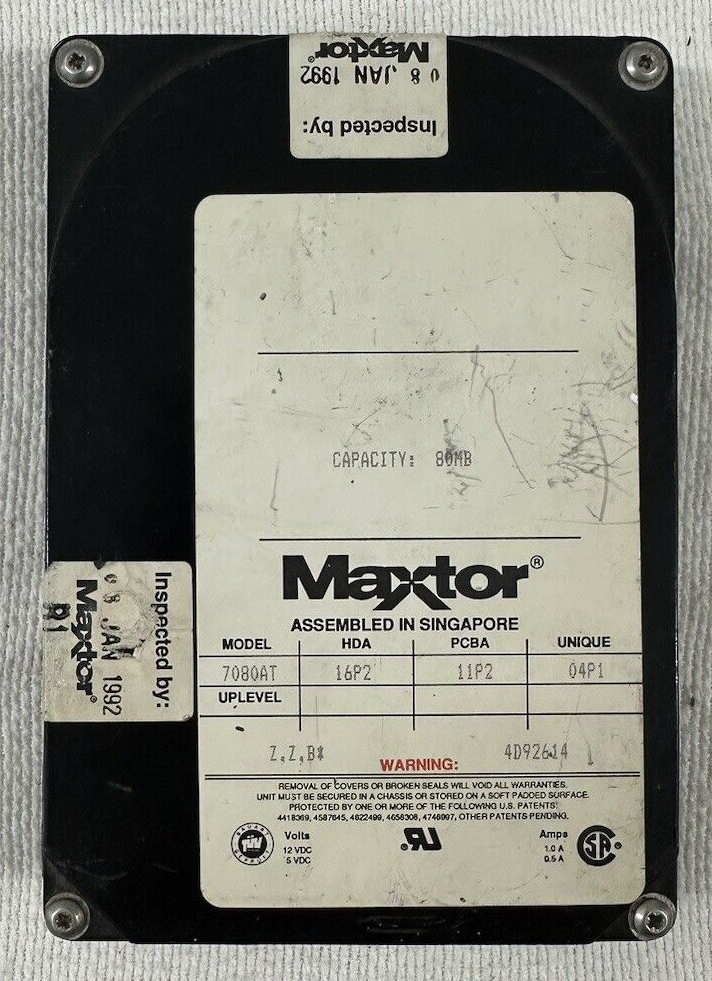 Maxtor®
08 JAN 1992
Inspected by:
CAPACITY: 80MB
Maxtor®
ASSEMBLED IN SINGAPORE
MODEL HDA PCBA UNIQUE
7080AT 16P2 11P2 04P1
UPLEVEL
Z,Z,B* 4D92614
WARNING:
REMOVAL OF COVERS OR BROKEN SEALS WILL VOID ALL WARRANTIES.
UNIT MUST BE SECURED IN A CHASSIS OR STORED ON A SOFT PADDED SURFACE.
PROTECTED BY ONE OR MORE OF THE FOLLOWING U.S. PATENTS:
4418369, 4587645, 4622499, 4658308, 4746997, OTHER PATENTS PENDING.
Volts
12 VDC
5 VDC
Amps
1.0 A
0.5 A
Inspected by:
08 JAN 1992
Maxtor®